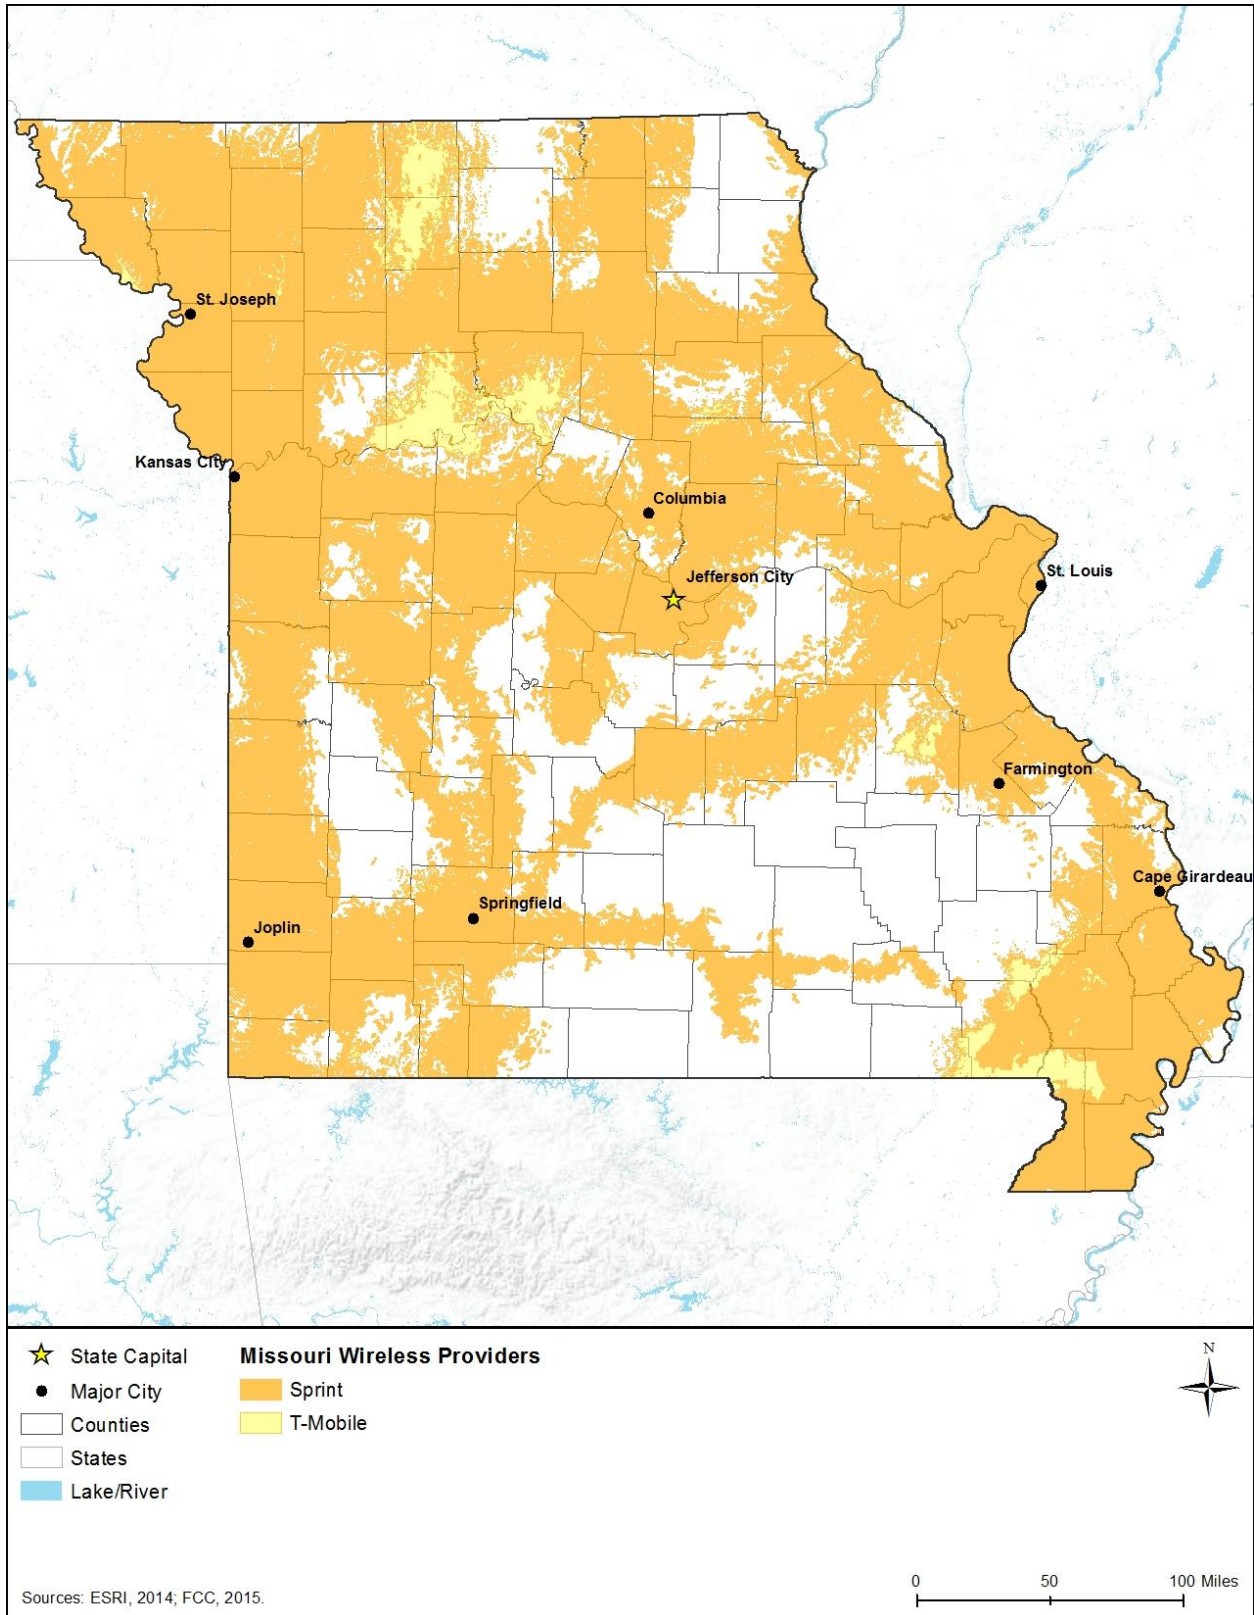 St. Joseph
Kansas City
Columbia
Jefferson City
St. Louis
Farmington
Cape Girardeau
Springfield
Joplin
State Capital
Major City
Counties
States
Lake/River
Missouri Wireless Providers
Sprint
T-Mobile
N
Sources: ESRI, 2014; FCC, 2015.
0 50 100 Miles